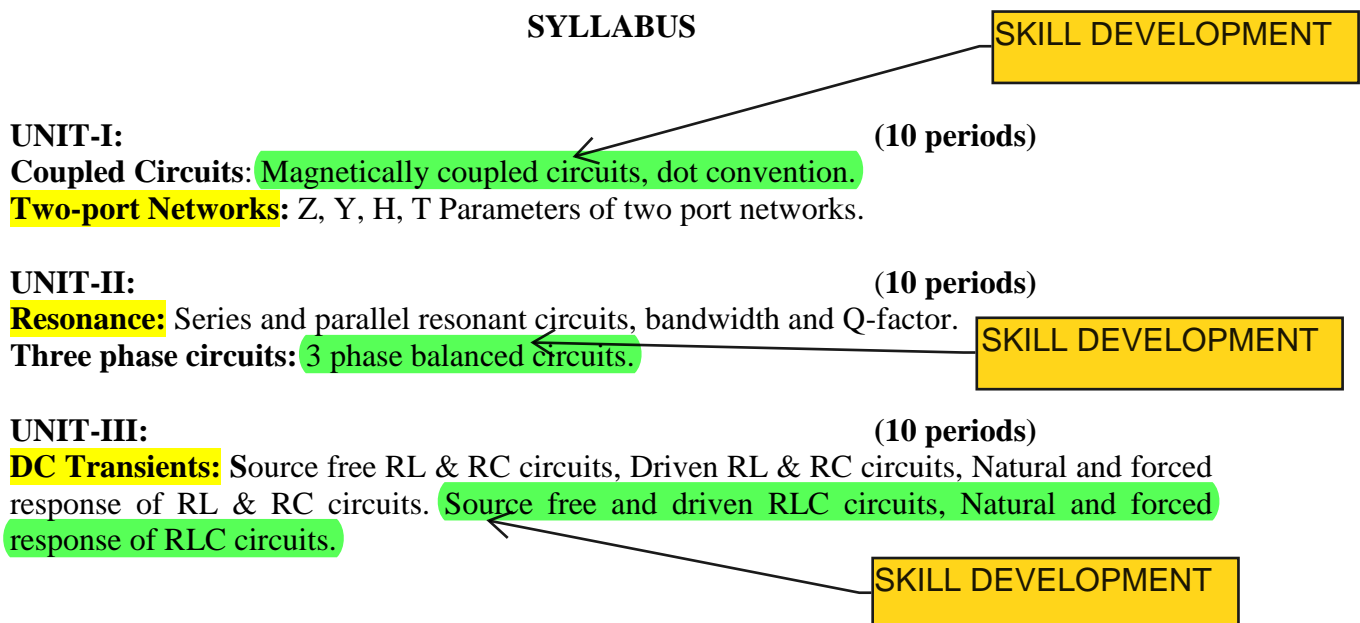 SYLLABUS
SKILL DEVELOPMENT
UNIT-I: (10 periods)
Coupled Circuits: Magnetically coupled circuits, dot convention.
Two-port Networks: Z, Y, H, T Parameters of two port networks.
UNIT-II: (10 periods)
Resonance: Series and parallel resonant circuits, bandwidth and Q-factor.
SKILL DEVELOPMENT
Three phase circuits: 3 phase balanced circuits.
UNIT-III: (10 periods)
DC Transients: Source free RL & RC circuits, Driven RL & RC circuits, Natural and forced
response of RL & RC circuits. Source free and driven RLC circuits, Natural and forced
response of RLC circuits.
SKILL DEVELOPMENT